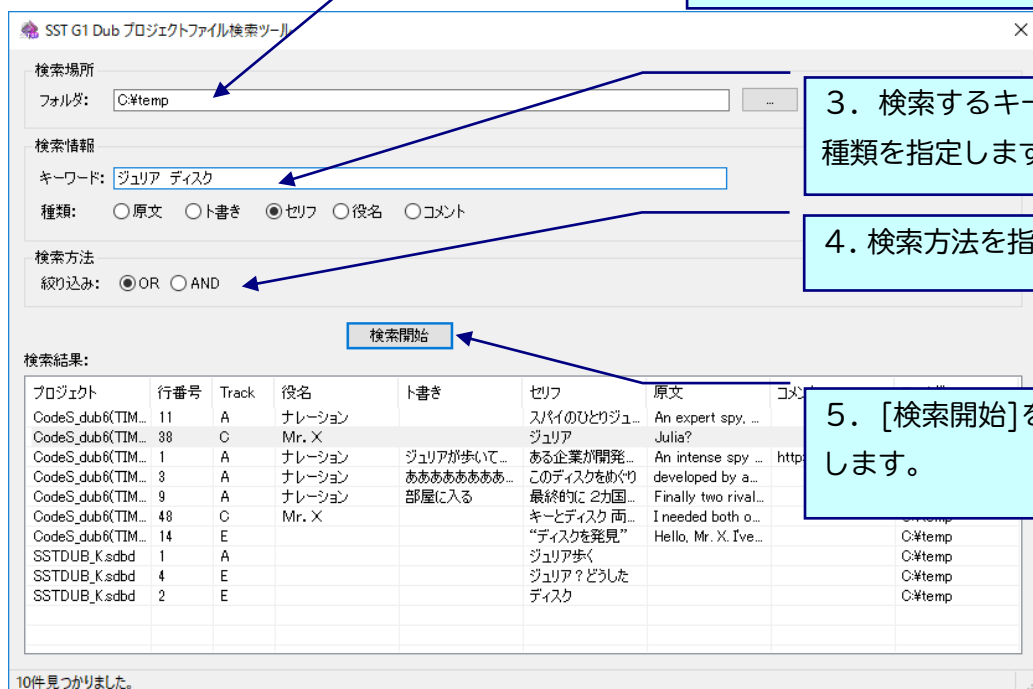 SST G1 Dub プロジェクトファイル検索ツール
検索場所
フォルダ: C:¥temp ...
検索情報
キーワード: ジュリア ディスク
種類: 原文 ト書き セリフ 役名 コメント
検索方法
絞り込み: OR AND
検索開始
3．検索するキー
種類を指定します
4．検索方法を指
5．[検索開始]を
します。
検索結果:
プロジェクト 行番号 Track 役名 ト書き セリフ 原文
CodeS_dub6(TIM... 11 A ナレーション スパイのひとりジュ... An expert spy, ...
CodeS_dub6(TIM... 38 C Mr. X ジュリア Julia?
CodeS_dub6(TIM... 1 A ナレーション ジュリアが歩いて... ある企業が開発... An intense spy ... http
CodeS_dub6(TIM... 3 A ナレーション ああああああああ... このディスクをめぐり developed by a...
CodeS_dub6(TIM... 9 A ナレーション 部屋に入る 最終的に 2カ国... Finally two rival...
CodeS_dub6(TIM... 48 C Mr. X キーとディスク 両... I needed both o...
CodeS_dub6(TIM... 14 E “ディスクを発見” Hello, Mr. X. I've... C:¥temp
SSTDUB_K.sdbd 1 A ジュリア歩く C:¥temp
SSTDUB_K.sdbd 4 E ジュリア？どうした C:¥temp
SSTDUB_K.sdbd 2 E ディスク C:¥temp
10件見つかりました。